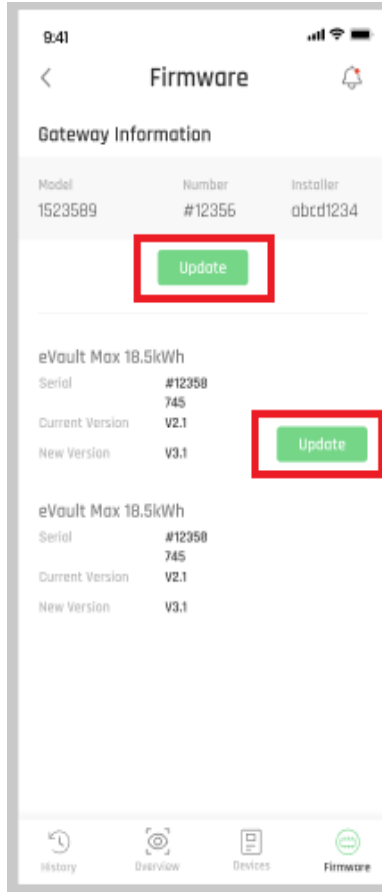 9:41
Firmware
Gateway Information
Model Number Installer
1523589 #12356 abcd1234
Update
eVault Max 18.5kWh
Serial #12358
745
Current Version V2.1
New Version V3.1
Update
eVault Max 18.5kWh
Serial #12358
745
Current Version V2.1
New Version V3.1
History Overview Devices Firmware